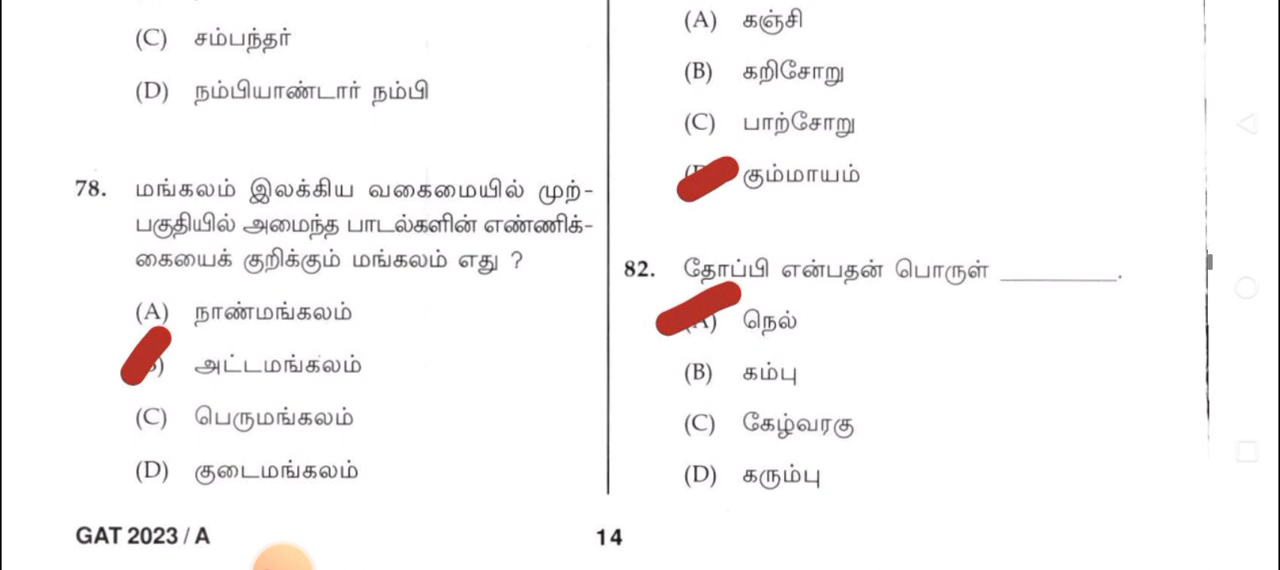 (C) சம்பந்தர்
(D) நம்பியாண்டார் நம்பி
78. மங்கலம் இலக்கிய வகைமையில் முற்-
பகுதியில் அமைந்த பாடல்களின் எண்ணிக்-
கையைக் குறிக்கும் மங்கலம் எது ?
(A) நாண்மங்கலம்
அட்டமங்கலம்
(C) பெருமங்கலம்
(D) குடைமங்கலம்
(A) கஞ்சி
(B) கறிசோறு
(C) பாற்சோறு
கும்மாயம்
82. தோப்பி என்பதன் பொருள் __________.
நெல்
(B) கம்பு
(C) கேழ்வரகு
(D) கரும்பு
GAT 2023 / A
14